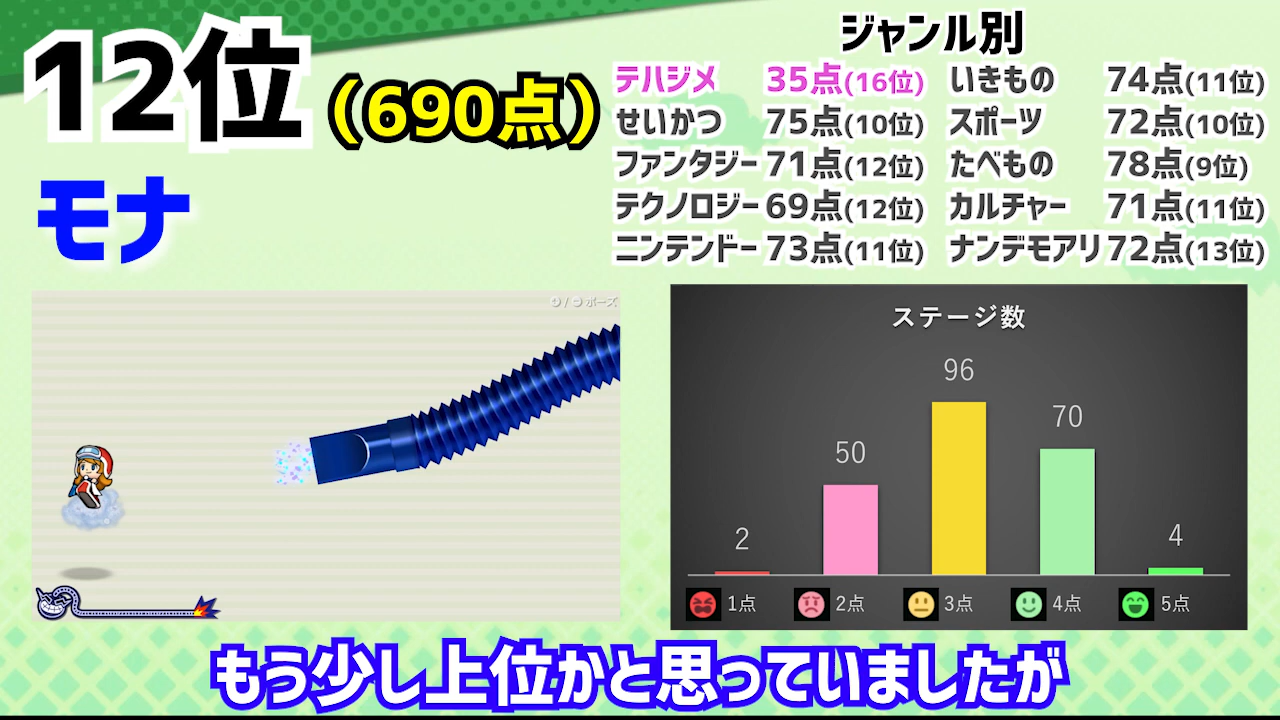 12位
（690点）
モナ
ジャンル別
テハジメ 35点(16位) いきもの 74点(11位)
せいかつ 75点(10位) スポーツ 72点(10位)
ファンタジー 71点(12位) たべもの 78点(9位)
テクノロジー 69点(12位) カルチャー 71点(11位)
ニンテンドー 73点(11位) ナンデモアリ 72点(13位)
/ ポーズ
ステージ数
2 50 96 70 4
1点 2点 3点 4点 5点
もう少し上位かと思っていましたが